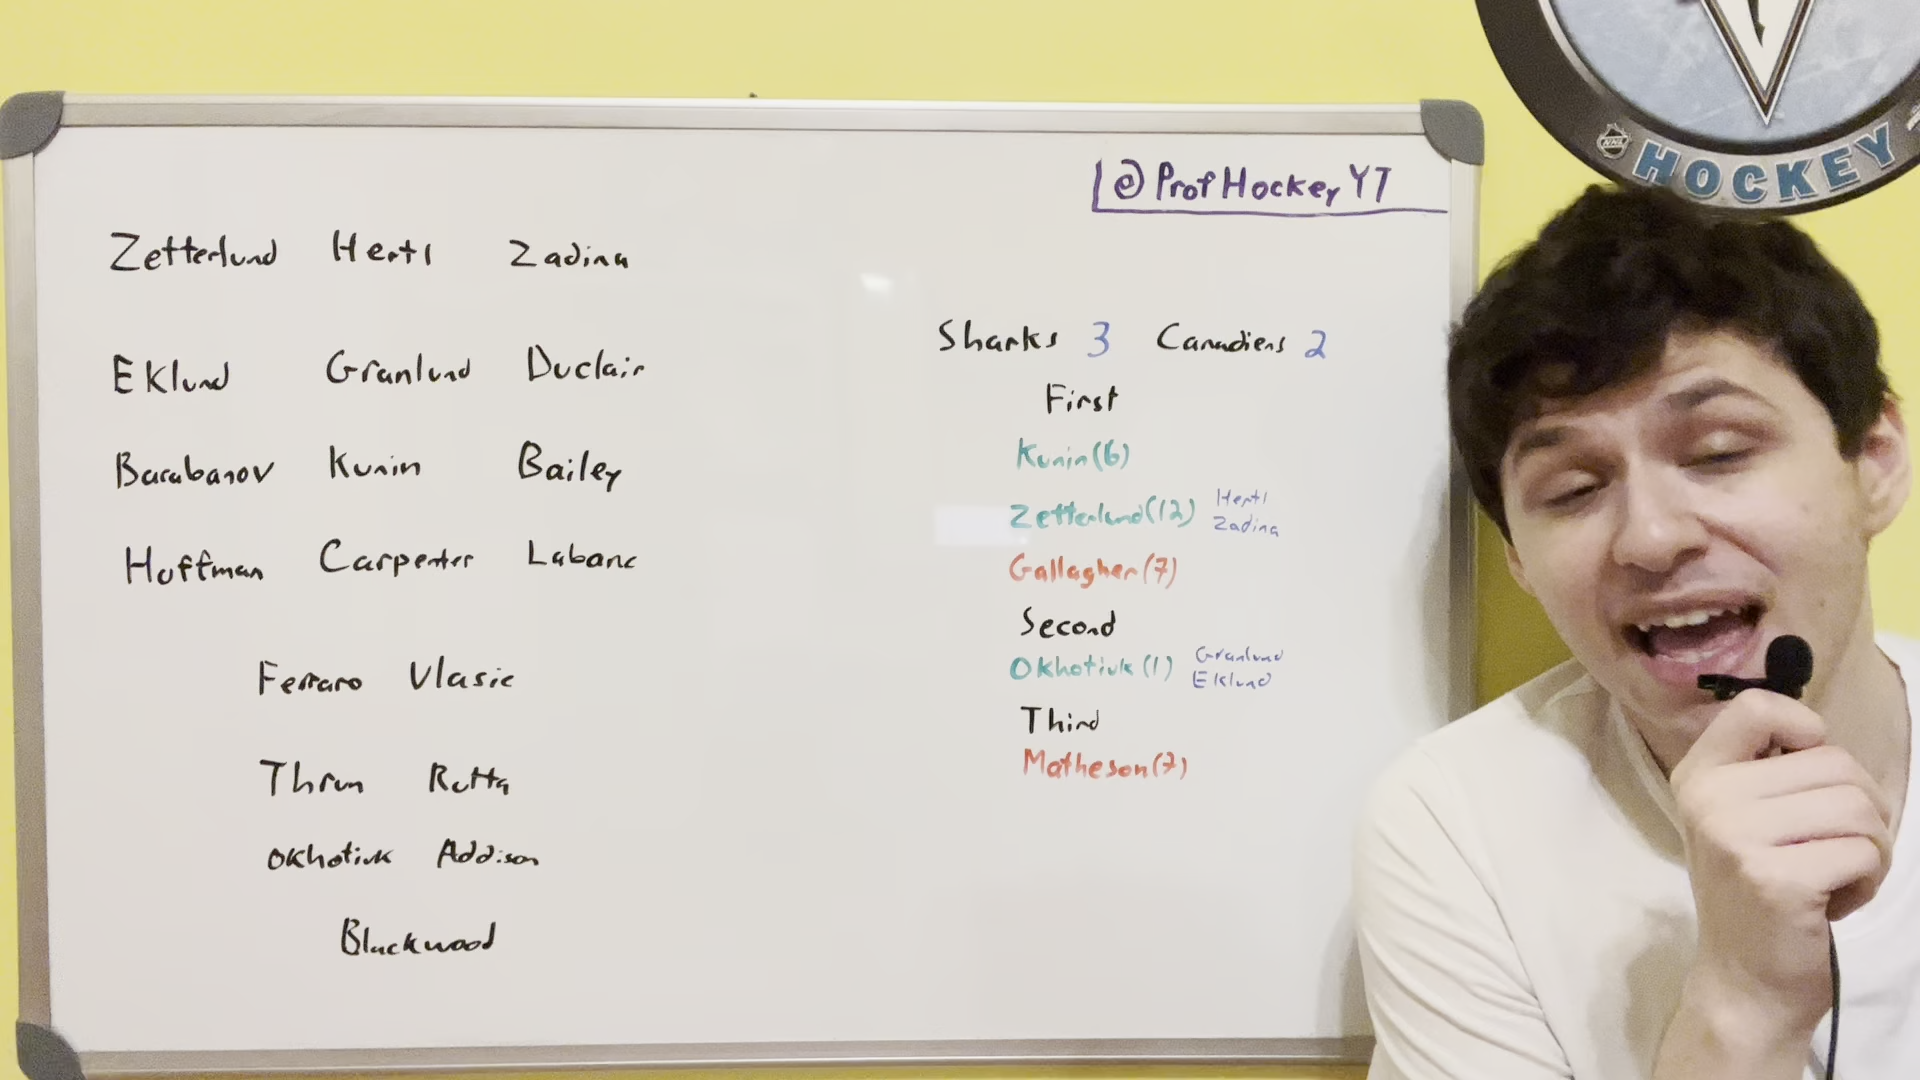 @ProfHockeyYT
Zetterlund Hertl Zadina
Eklund Granlund Duclair
Barabanov Kunin Bailey
Hoffman Carpenter Labanc
Ferraro Vlasic
Thrun Rutta
Okhotiuk Addison
Blackwood
Sharks 3 Canadiens 2
First
Kunin(6)
Zetterlund(12) Hertl
Zadina
Gallagher(7)
Second
Okhotiuk(1) Granlund
Eklund
Third
Matheson(7)
NHL
HOCKEY